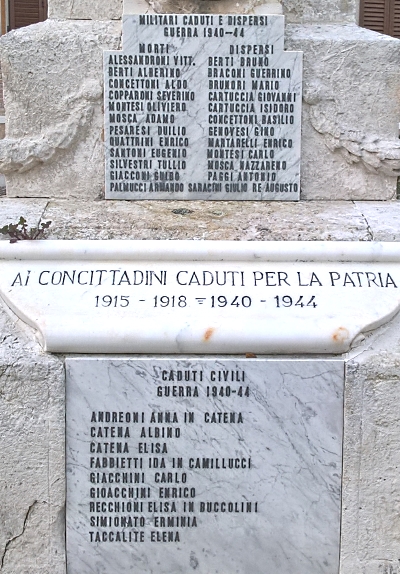 MILITARI CADUTI E DISPERSI
GUERRA 1940-44
MORTI DISPERSI
ALESSANDRONI VITT. BERTI BRUNO
BERTI ALBERINO BRACONI GUERRINO
CONCETTONI ALDO BRUNORI MARIO
COPPARONI SEVERINO CARTUCCIA GIOVANNI
MONTESI OLIVIERO CARTUCCIA ISIDORO
MOSCA ADAMO CONCETTONI BASILIO
PESARESI DUILIO GENOVESI GINO
QUATTRINI ENRICO MANTARELLI ENRICO
SANTONI EUGENIO MONTESI CARLO
SILVESTRI TULLIO MOSCA NAZZARENO
GIACCONI GUIDO PAGGI ANTONIO
PALMUCCI ARMANDO SARACINI GIULIO RE AUGUSTO
AI CONCITTADINI CADUTI PER LA PATRIA
1915 - 1918 = 1940 - 1944
CADUTI CIVILI
GUERRA 1940-44
ANDREONI ANNA IN CATENA
CATENA ALBINO
CATENA ELISA
FABBIETTI IDA IN CAMILLUCCI
GIACCHINI CARLO
GIOACCHINI ENRICO
RECCHIONI ELISA IN BUCCOLINI
SIMIONATO ERMINIA
TACCALITE ELENA